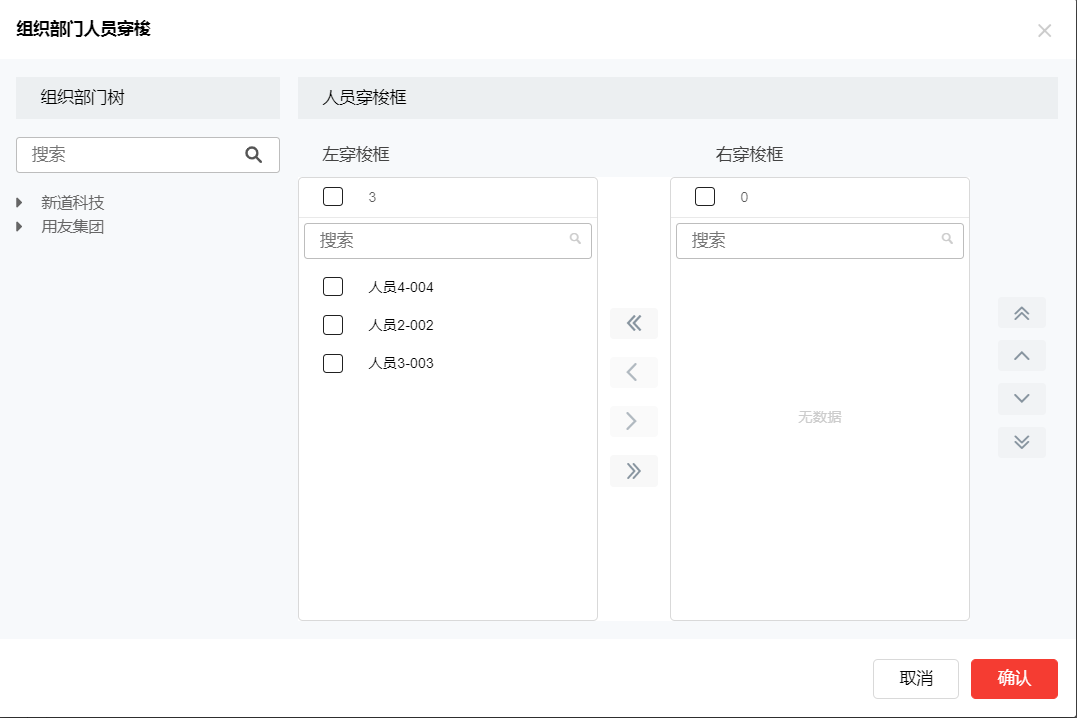 组织部门人员穿梭
组织部门树
人员穿梭框
搜索
左穿梭框
右穿梭框
新道科技
用友集团
3
0
搜索
搜索
人员4-004
人员2-002
人员3-003
无数据
取消
确认